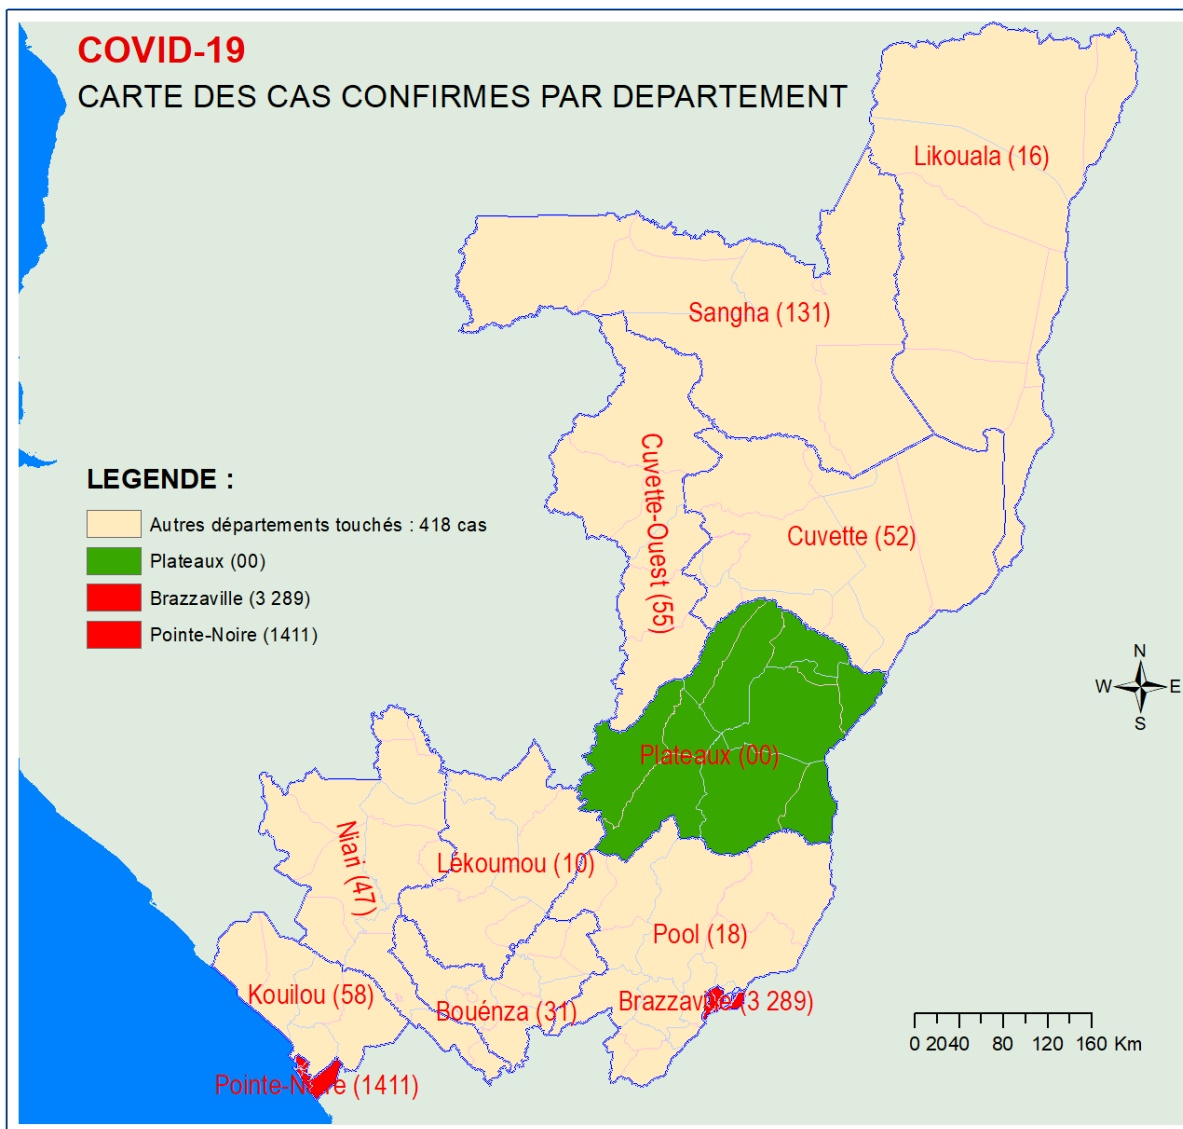 COVID-19
CARTE DES CAS CONFIRMES PAR DEPARTEMENT
Likouala (16)
Sangha (131)
Cuvette-Ouest (55)
Cuvette (52)
LEGENDE :
Autres départements touchés : 418 cas
Plateaux (00)
Brazzaville (3 289)
Pointe-Noire (1411)
N
W
E
S
Plateaux (00)
Niari (47)
Lékoumou (10)
Pool (18)
Kouilou (58)
Bouénza (31)
Brazzaville (3 289)
Pointe-Noire (1411)
0 2040 80 120 160 Km